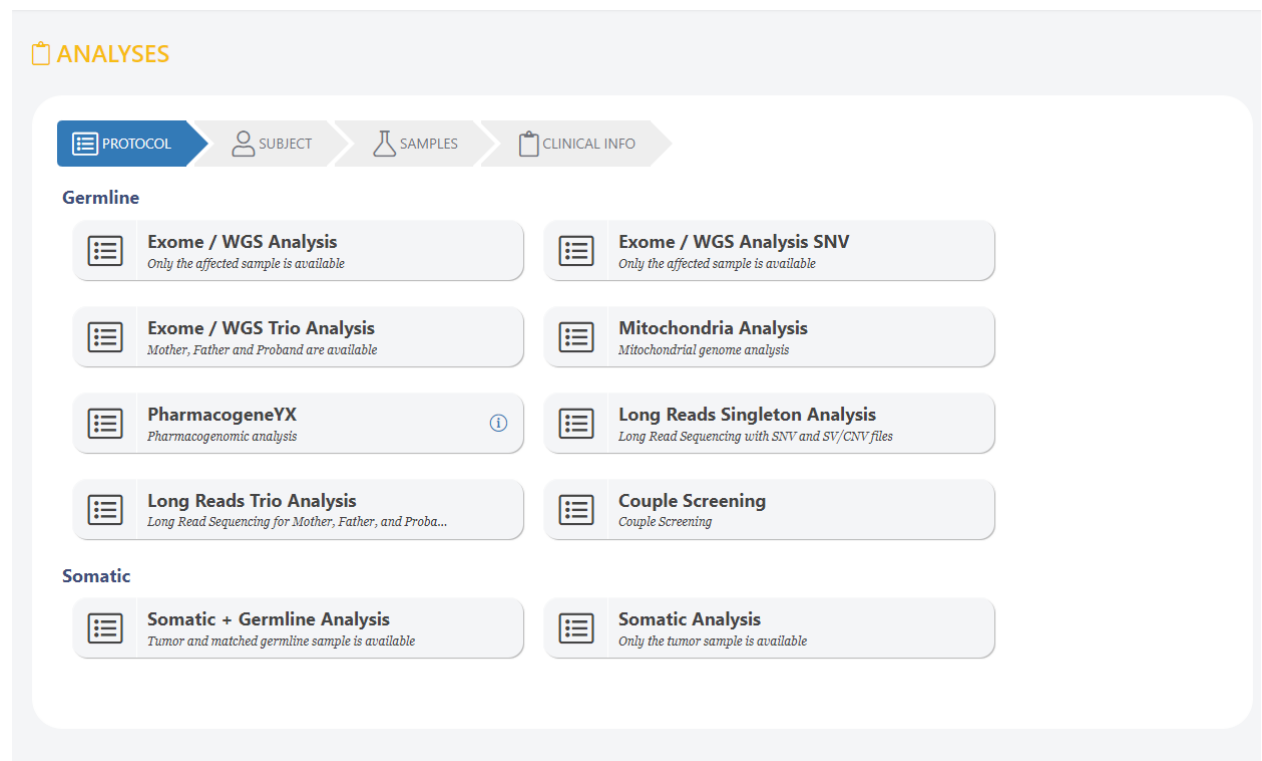 ANALYSES
PROTOCOL
SUBJECT
SAMPLES
CLINICAL INFO
Germline
Exome / WGS Analysis
Only the affected sample is available
Exome / WGS Analysis SNV
Only the affected sample is available
Exome / WGS Trio Analysis
Mother, Father and Proband are available
Mitochondria Analysis
Mitochondrial genome analysis
PharmacogeneYX
Pharmacogenomic analysis
Long Reads Singleton Analysis
Long Read Sequencing with SNV and SV/CNV files
Long Reads Trio Analysis
Long Read Sequencing for Mother, Father, and Proba...
Couple Screening
Couple Screening
Somatic
Somatic + Germline Analysis
Tumor and matched germline sample is available
Somatic Analysis
Only the tumor sample is available